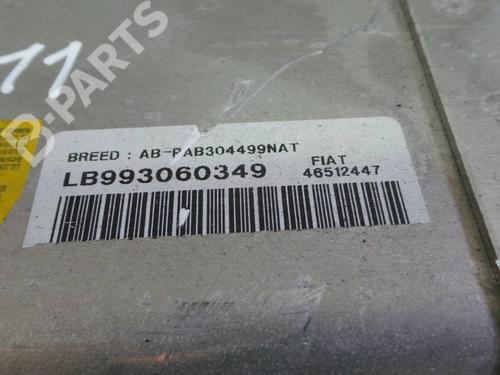 11
B-PARTS
BREED : AB-PAB304499NAT
LB993060349
FIAT
46512447